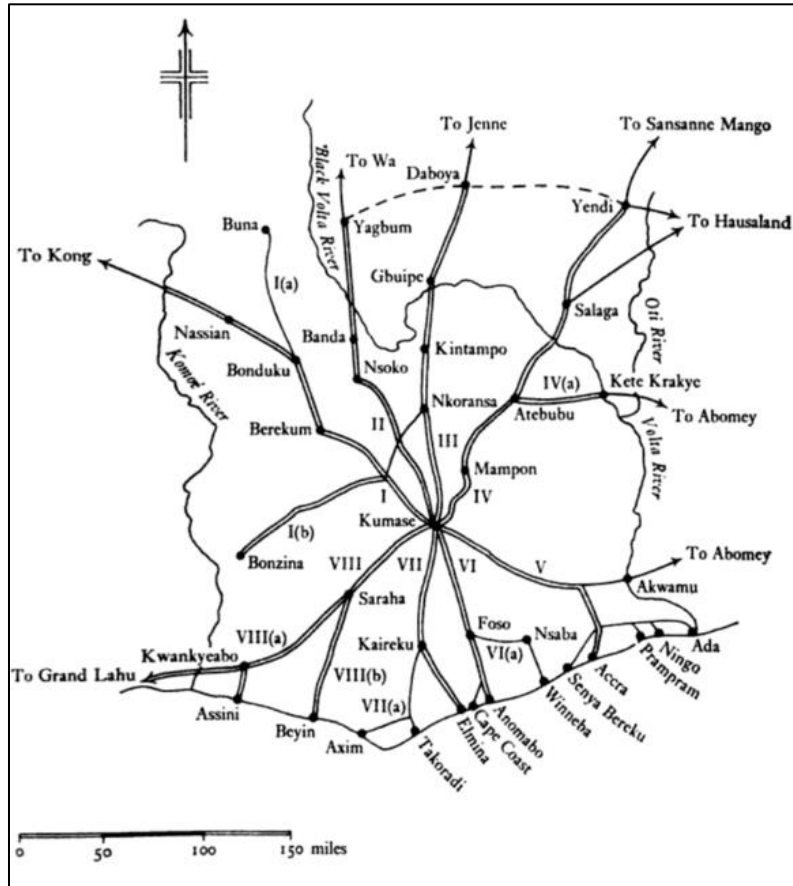 To Jenne
To Sansanne Mango
Black Volta River
To Wa
Daboya
Buna
Yagbum
Yendi
To Hausaland
To Kong
I(a)
Gbuipe
Salaga
Oti River
Nassian
Banda
Kintampo
Komoé River
Bonduku
Nsoko
IV(a)
Kete Krakye
II
Nkoransa
Atebubu
To Abomey
Berekum
III
Volta River
Mampon
I
IV
I(b)
Kumase
Bonzina
VIII
VII
VI
V
To Abomey
Akwamu
Saraha
Foso
Nsaba
VIII(a)
Kaireku
VI(a)
Kwankyeabo
To Grand Lahu
VIII(b)
VII(a)
Assini
Beyin
Axim
Takoradi
Elmina
Cape Coast
Anomabo
Winneba
Senya Bereku
Accra
Prampram
Ningo
Ada
0 50 100 150 miles